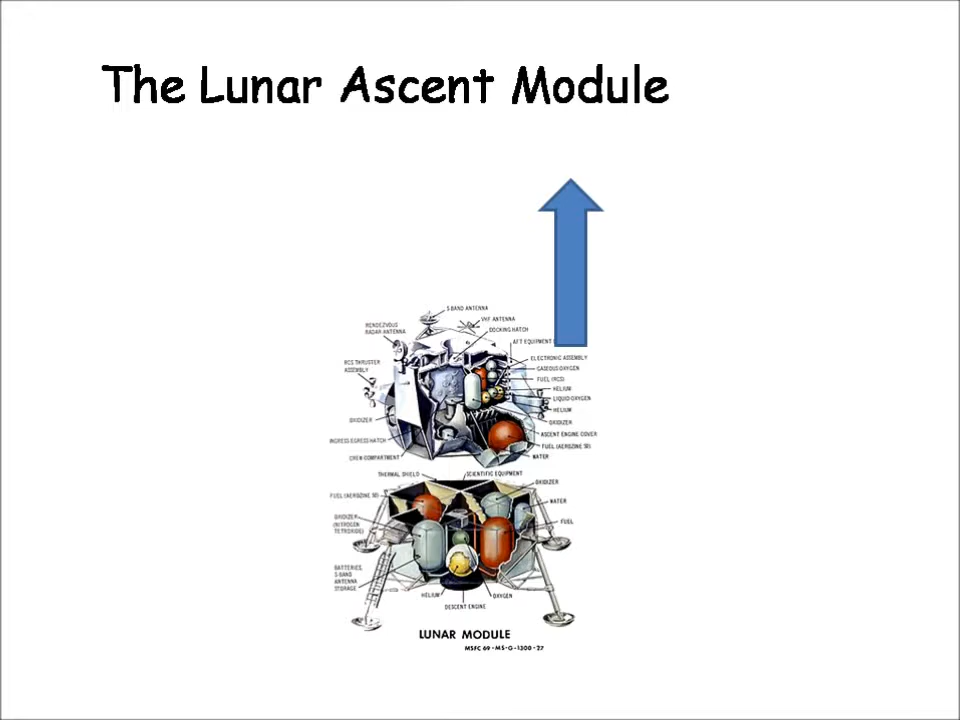 The Lunar Ascent Module
S-BAND ANTENNA
VHF ANTENNA
RENDEZVOUS
RADAR ANTENNA
DOCKING HATCH
AFT EQUIPMENT
ELECTRONIC ASSEMBLY
RCS THRUSTER
ASSEMBLY
GASEOUS OXYGEN
FUEL (RCS)
HELIUM
LIQUID OXYGEN
HELIUM
OXIDIZER
OXIDIZER
ASCENT ENGINE COVER
INGRESS/EGRESS HATCH
FUEL (AEROZINE 50)
CREW COMPARTMENT
WATER
THERMAL SHIELD
SCIENTIFIC EQUIPMENT
OXIDIZER
FUEL (AEROZINE 50)
WATER
OXIDIZER
(NITROGEN
TETROXIDE)
FUEL
BATTERIES
S-BAND
ANTENNA
STORAGE
HELIUM
OXYGEN
DESCENT ENGINE
LUNAR MODULE
MSFC 69-MS-G-1300-27